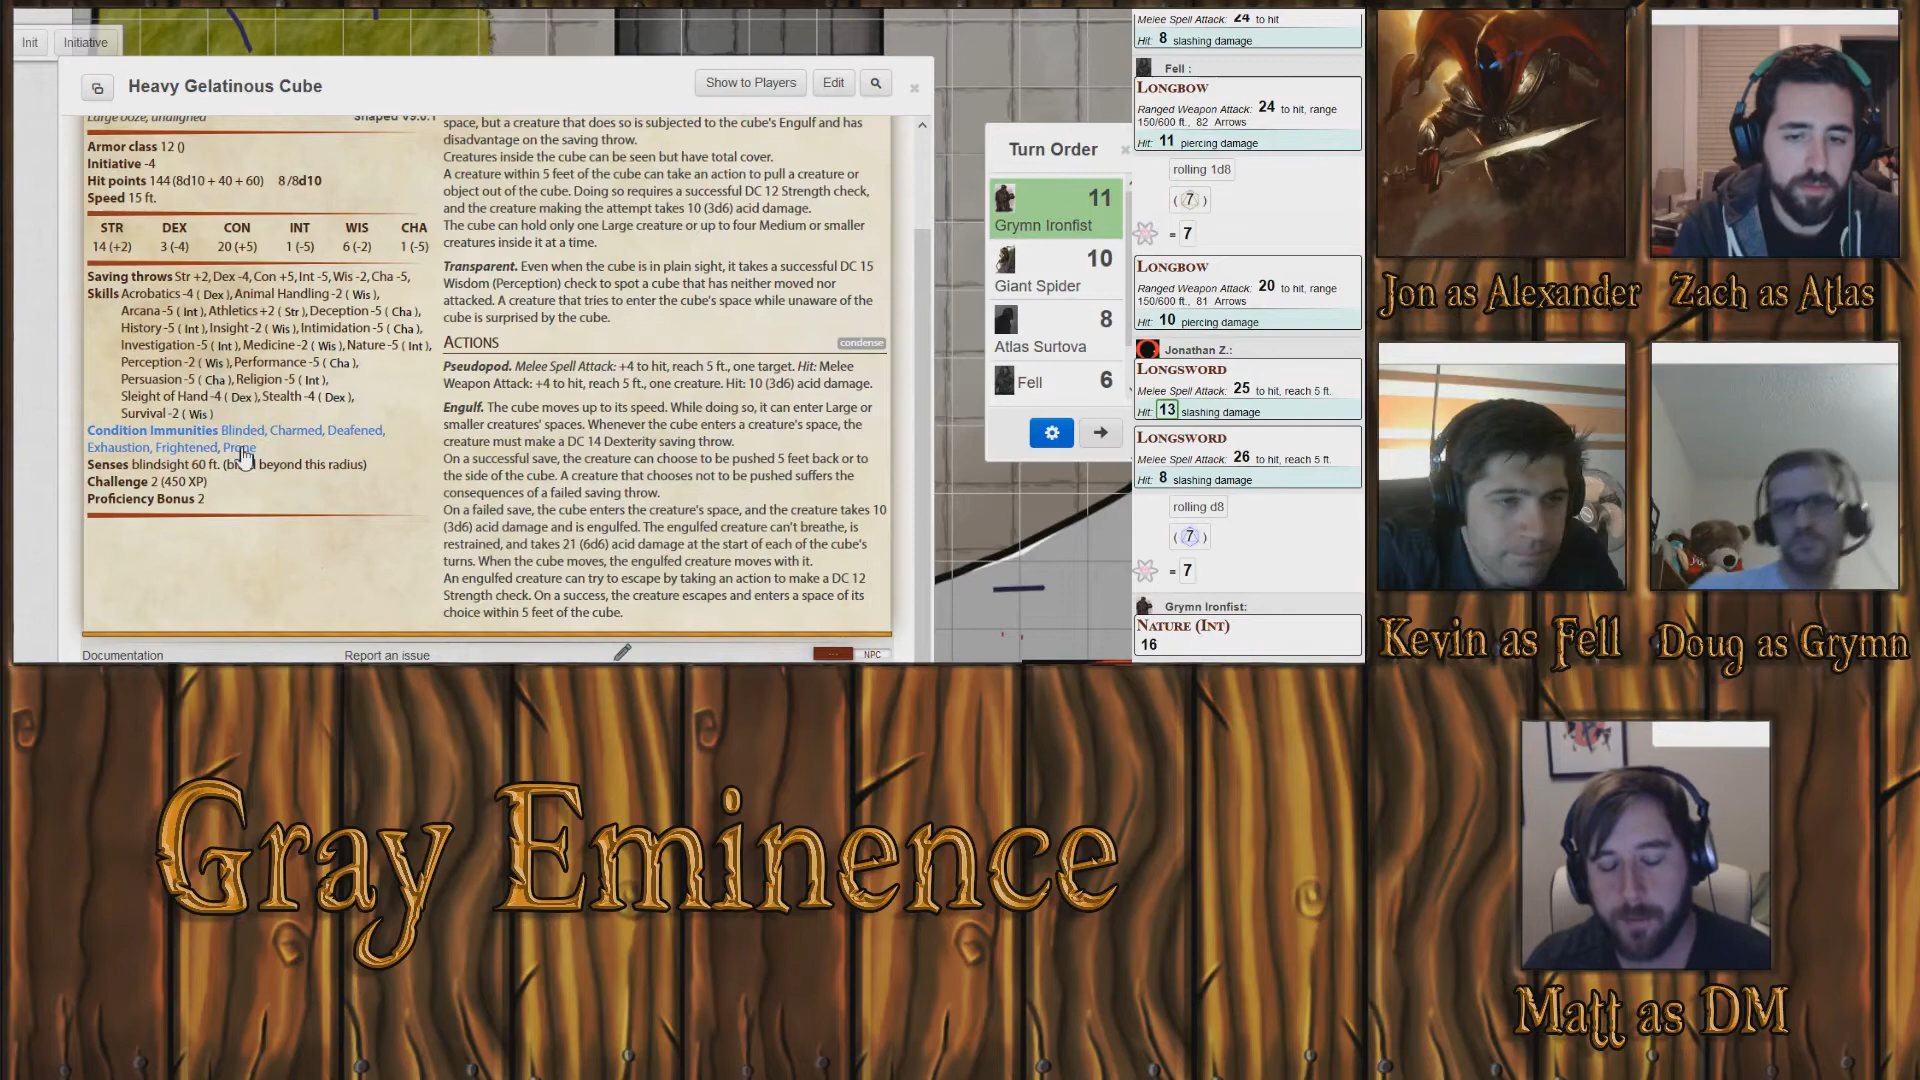 Init
Initiative
Heavy Gelatinous Cube
Show to Players
Edit
Large ooze, unaligned
Armor class 12 ()
Initiative -4
Hit points 144 (8d10 + 40 + 60) 8 /8d10
Speed 15 ft.
STR DEX CON INT WIS CHA
14 (+2) 3 (-4) 20 (+5) 1 (-5) 6 (-2) 1 (-5)
Saving throws Str +2, Dex -4, Con +5, Int -5, Wis -2, Cha -5,
Skills Acrobatics -4 ( Dex ), Animal Handling -2 ( Wis ),
Arcana -5 ( Int ), Athletics +2 ( Str ), Deception -5 ( Cha ),
History -5 ( Int ), Insight -2 ( Wis ), Intimidation -5 ( Cha ),
Investigation -5 ( Int ), Medicine -2 ( Wis ), Nature -5 ( Int ),
Perception -2 ( Wis ), Performance -5 ( Cha ),
Persuasion -5 ( Cha ), Religion -5 ( Int ),
Sleight of Hand -4 ( Dex ), Stealth -4 ( Dex ),
Survival -2 ( Wis )
Condition Immunities Blinded, Charmed, Deafened,
Exhaustion, Frightened, Prone
Senses blindsight 60 ft. (blind beyond this radius)
Challenge 2 (450 XP)
Proficiency Bonus 2
space, but a creature that does so is subjected to the cube's Engulf and has
disadvantage on the saving throw.
Creatures inside the cube can be seen but have total cover.
A creature within 5 feet of the cube can take an action to pull a creature or
object out of the cube. Doing so requires a successful DC 12 Strength check,
and the creature making the attempt takes 10 (3d6) acid damage.
The cube can hold only one Large creature or up to four Medium or smaller
creatures inside it at a time.
Transparent. Even when the cube is in plain sight, it takes a successful DC 15
Wisdom (Perception) check to spot a cube that has neither moved nor
attacked. A creature that tries to enter the cube's space while unaware of the
cube is surprised by the cube.
ACTIONS
condense
Pseudopod. Melee Spell Attack: +4 to hit, reach 5 ft., one target. Hit: Melee
Weapon Attack: +4 to hit, reach 5 ft., one creature. Hit: 10 (3d6) acid damage.
Engulf. The cube moves up to its speed. While doing so, it can enter Large or
smaller creatures' spaces. Whenever the cube enters a creature's space, the
creature must make a DC 14 Dexterity saving throw.
On a successful save, the creature can choose to be pushed 5 feet back or to
the side of the cube. A creature that chooses not to be pushed suffers the
consequences of a failed saving throw.
On a failed save, the cube enters the creature's space, and the creature takes 10
(3d6) acid damage and is engulfed. The engulfed creature can't breathe, is
restrained, and takes 21 (6d6) acid damage at the start of each of the cube's
turns. When the cube moves, the engulfed creature moves with it.
An engulfed creature can try to escape by taking an action to make a DC 12
Strength check. On a success, the creature escapes and enters a space of its
choice within 5 feet of the cube.
Documentation
Report an issue
NPC
Turn Order
11
Grymn Ironfist
10
Giant Spider
8
Atlas Surtova
Fell 6
Melee Spell Attack: 24 to hit
Hit: 8 slashing damage
Fell :
LONGBOW
Ranged Weapon Attack: 24 to hit, range
150/600 ft., 82 Arrows
Hit: 11 piercing damage
rolling 1d8
( 7 )
= 7
LONGBOW
Ranged Weapon Attack: 20 to hit, range
150/600 ft., 81 Arrows
Hit: 10 piercing damage
Jonathan Z.:
LONGSWORD
Melee Spell Attack: 25 to hit, reach 5 ft.
Hit: 13 slashing damage
LONGSWORD
Melee Spell Attack: 26 to hit, reach 5 ft.
Hit: 8 slashing damage
rolling d8
( 7 )
= 7
Grymn Ironfist:
NATURE (INT)
16
Jon as Alexander
Zach as Atlas
Kevin as Fell
Doug as Grymn
Gray Eminence
Matt as DM